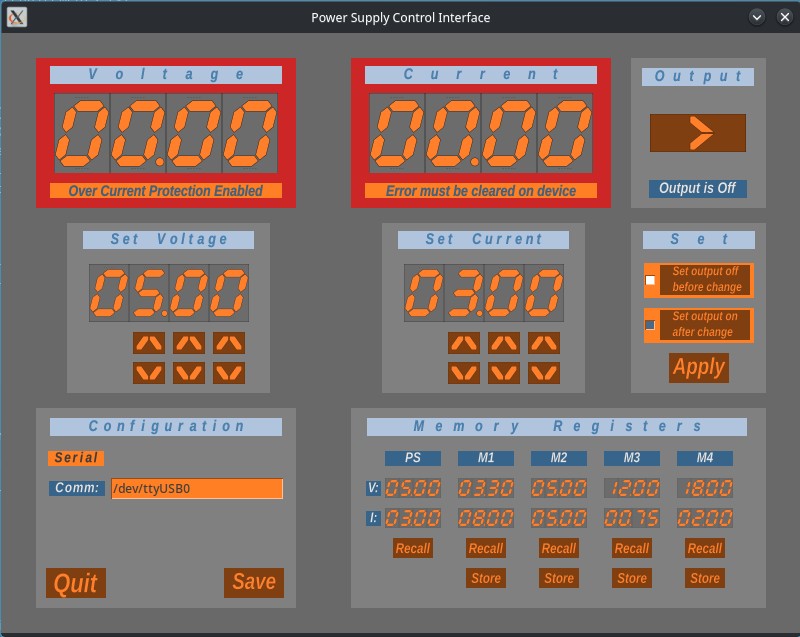 Power Supply Control Interface
Voltage
00.00
Over Current Protection Enabled
Current
00.00
Error must be cleared on device
Output
>
Output is Off
Set Voltage
05.00
Set Current
03.00
Set
Set output off
before change
Set output on
after change
Apply
Configuration
Serial
Comm: /dev/ttyUSB0
Quit
Save
Memory Registers
PS M1 M2 M3 M4
V: 05.00 03.30 05.00 12.00 18.00
I: 03.00 08.00 05.00 00.75 02.00
Recall Recall Recall Recall Recall
Store Store Store Store